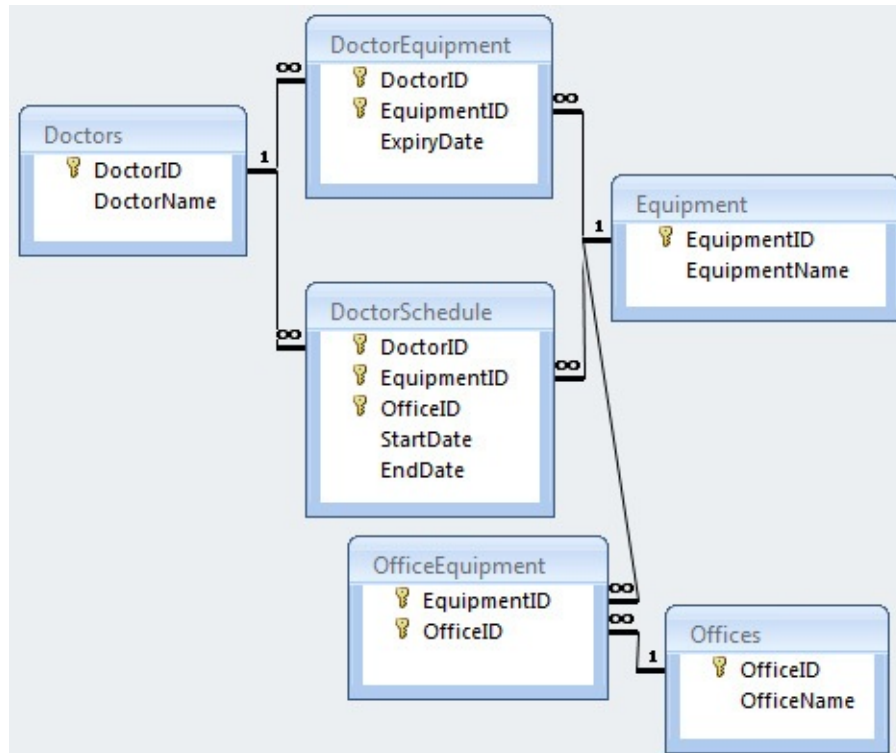 DoctorEquipment
∞
DoctorID
EquipmentID
ExpiryDate
∞
Doctors
1
DoctorID
DoctorName
Equipment
1
EquipmentID
EquipmentName
DoctorSchedule
∞
DoctorID
EquipmentID
OfficeID
StartDate
EndDate
∞
OfficeEquipment
EquipmentID
OfficeID
∞
∞
Offices
1
OfficeID
OfficeName